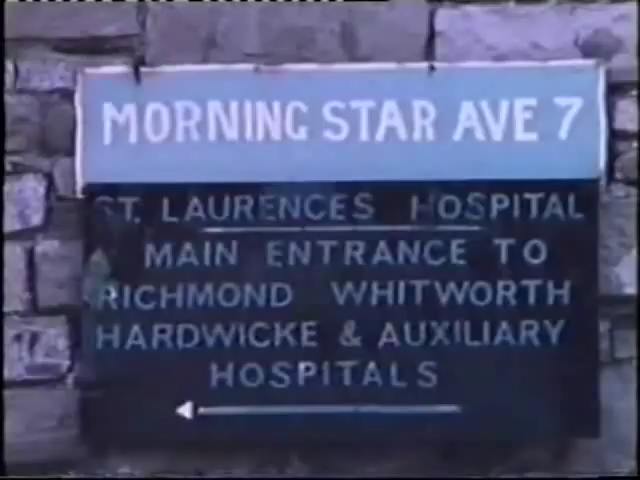 MORNING STAR AVE 7
ST. LAURENCES HOSPITAL
MAIN ENTRANCE TO
RICHMOND WHITWORTH
HARDWICKE & AUXILIARY
HOSPITALS